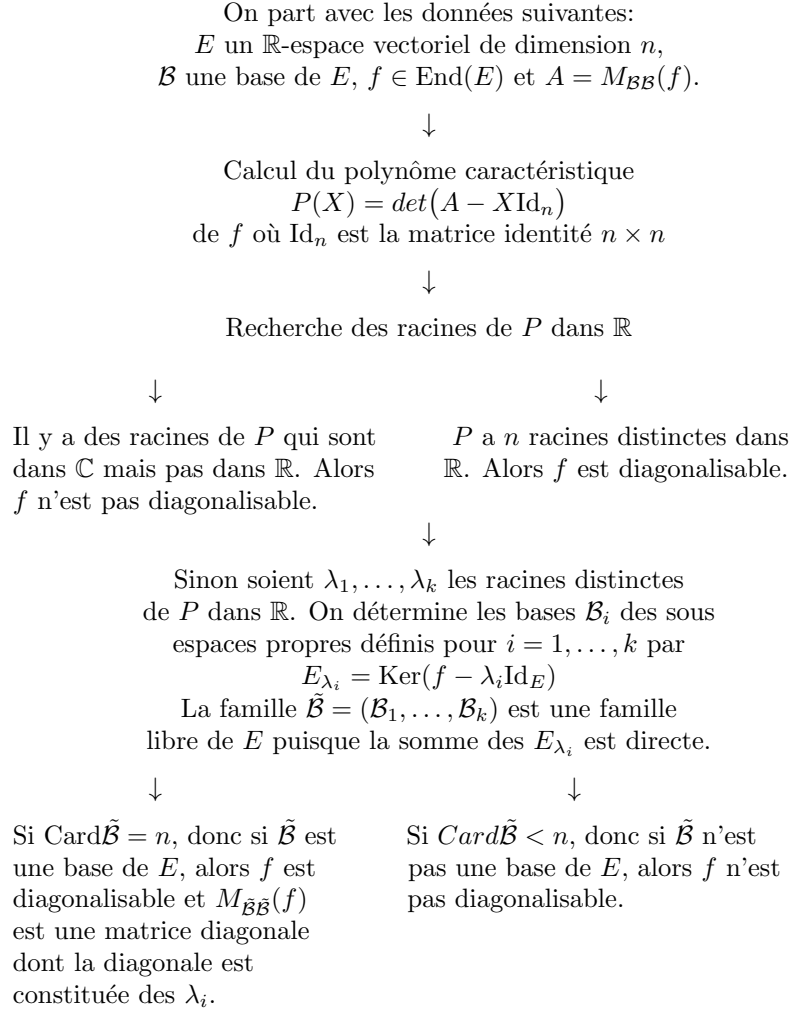 On part avec les données suivantes:
E un ℝ-espace vectoriel de dimension n,
ℬ une base de E, f ∈ End(E) et A = M_{ℬℬ}(f).
↓
Calcul du polynôme caractéristique
P(X) = det(A − XId_n)
de f où Id_n est la matrice identité n × n
↓
Recherche des racines de P dans ℝ
↓ ↓
Il y a des racines de P qui sont
dans ℂ mais pas dans ℝ. Alors
f n'est pas diagonalisable.
P a n racines distinctes dans
ℝ. Alors f est diagonalisable.
↓
Sinon soient λ_1, . . . , λ_k les racines distinctes
de P dans ℝ. On détermine les bases ℬ_i des sous
espaces propres définis pour i = 1, . . . , k par
E_{λ_i} = Ker(f − λ_iId_E)
La famille ℬ̃ = (ℬ_1, . . . , ℬ_k) est une famille
libre de E puisque la somme des E_{λ_i} est directe.
↓ ↓
Si Cardℬ̃ = n, donc si ℬ̃ est
une base de E, alors f est
diagonalisable et M_{ℬ̃ℬ̃}(f)
est une matrice diagonale
dont la diagonale est
constituée des λ_i.
Si Cardℬ̃ < n, donc si ℬ̃ n'est
pas une base de E, alors f n'est
pas diagonalisable.